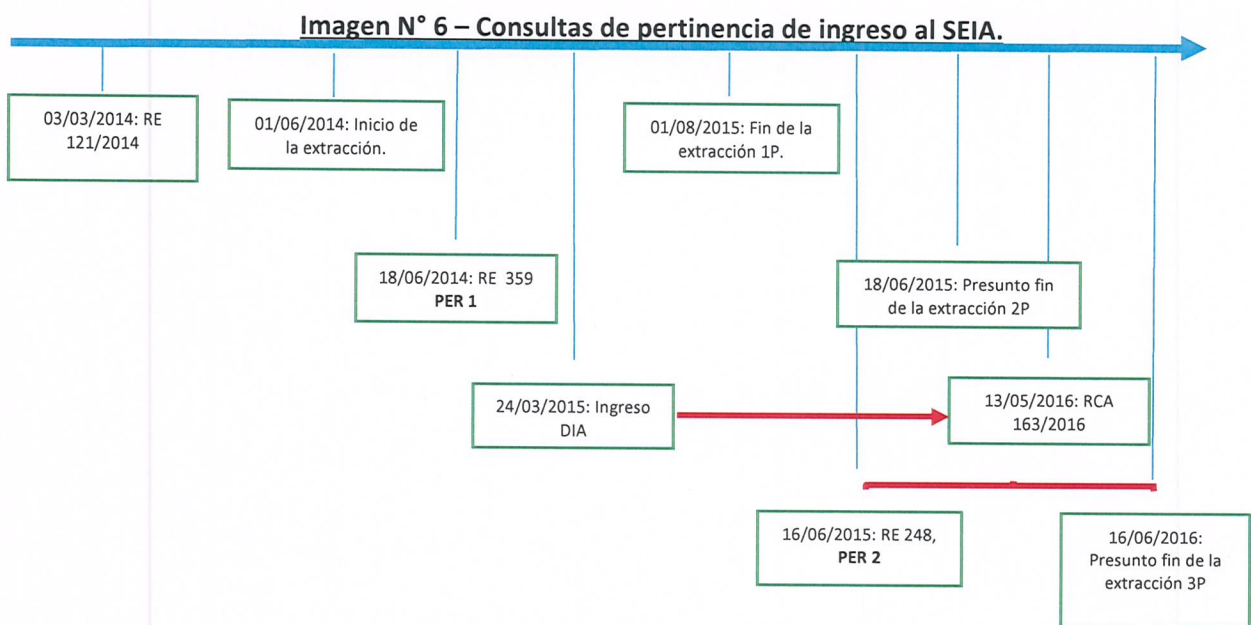 Imagen N° 6 – Consultas de pertinencia de ingreso al SEIA.
03/03/2014: RE
121/2014
01/06/2014: Inicio de
la extracción.
01/08/2015: Fin de la
extracción 1P.
18/06/2014: RE 359
PER 1
18/06/2015: Presunto fin
de la extracción 2P
24/03/2015: Ingreso
DIA
13/05/2016: RCA
163/2016
16/06/2015: RE 248,
PER 2
16/06/2016:
Presunto fin de la
extracción 3P